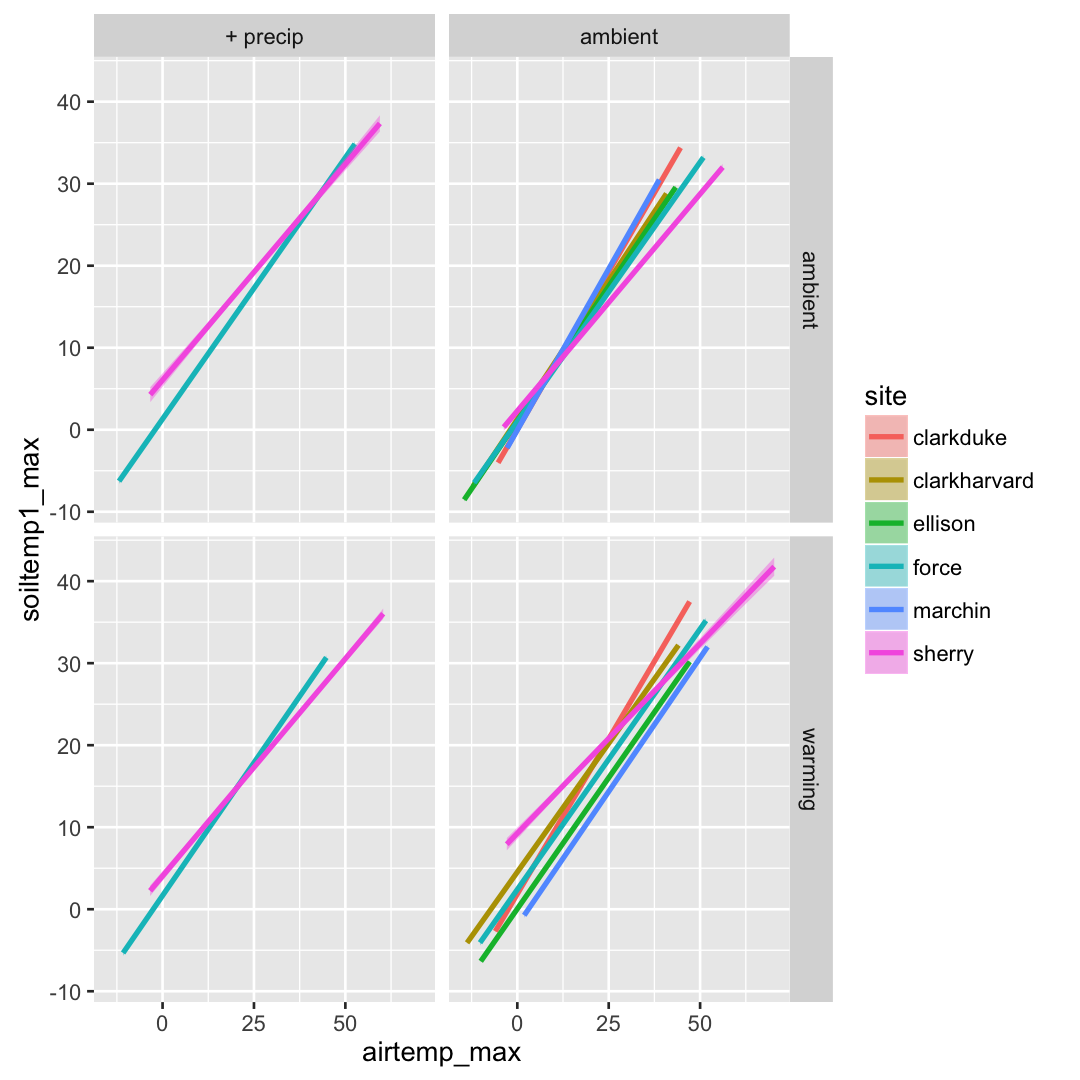 + precip
ambient
40
30
20
10
0
-10
ambient
40
30
20
10
0
-10
warming
soiltemp1_max
0
25
50
0
25
50
airtemp_max
site
clarkduke
clarkharvard
ellison
force
marchin
sherry